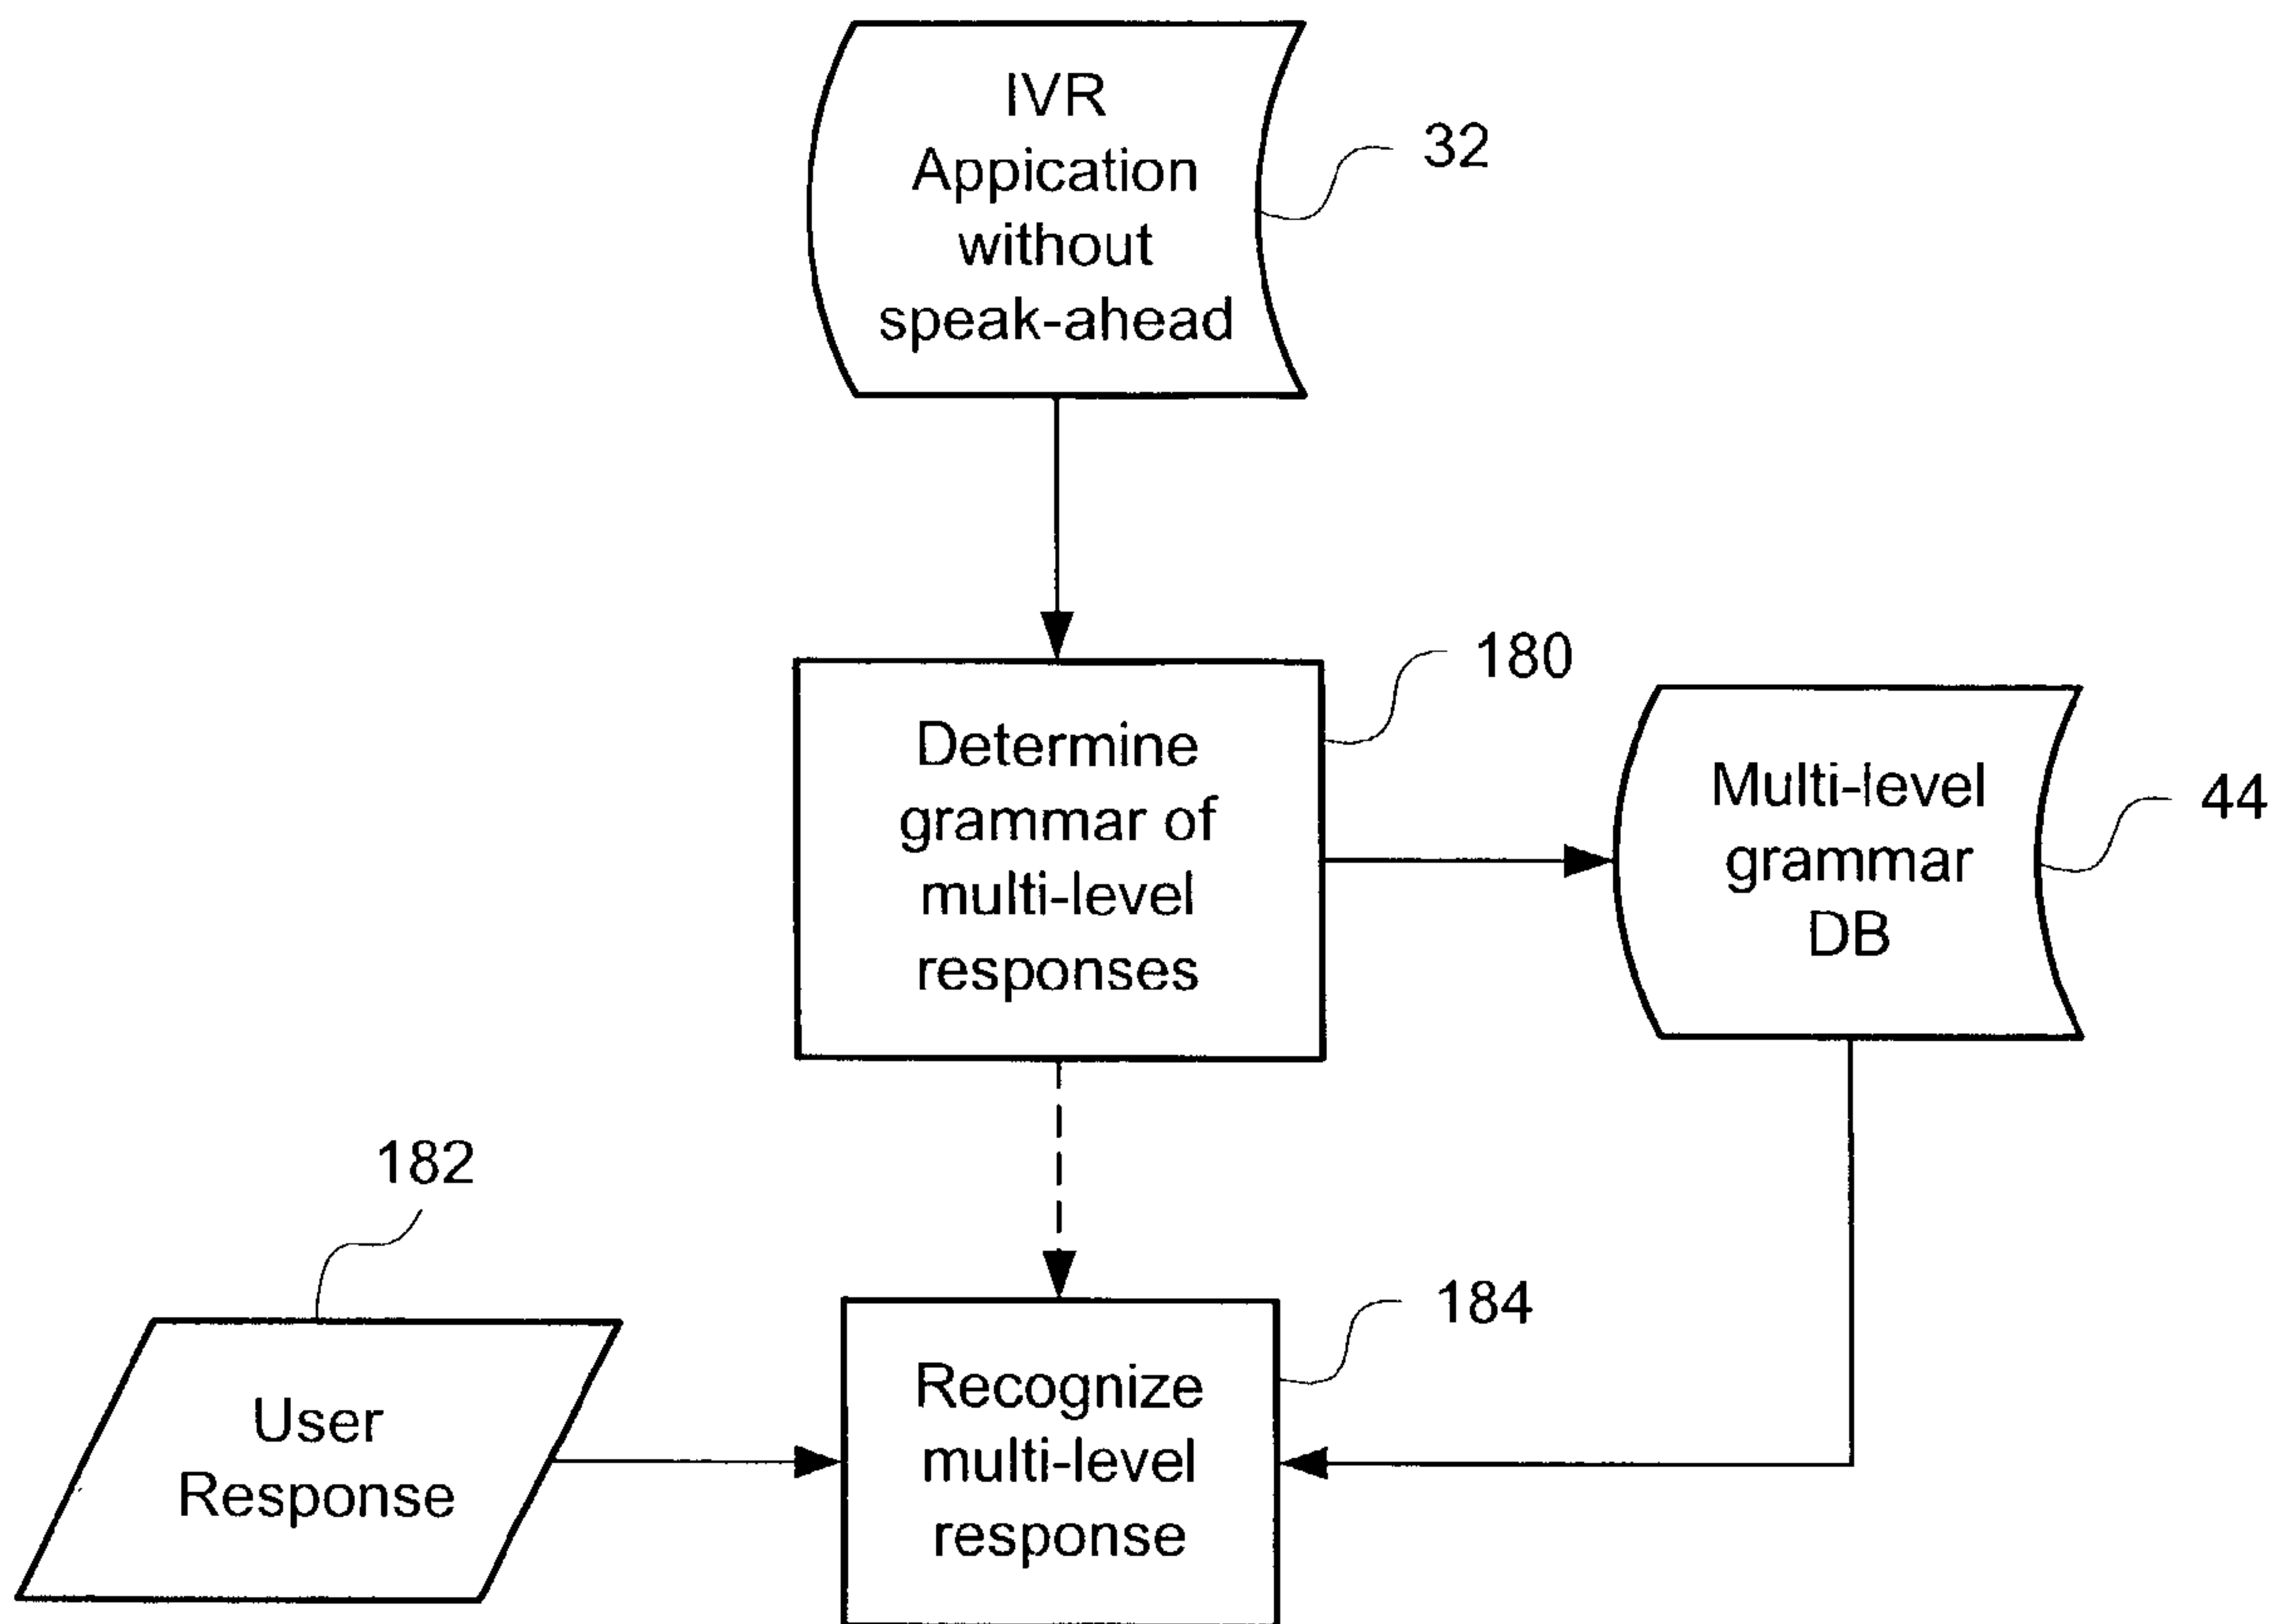 IVR
Appication
without
speak-ahead
32
180
Determine
grammar of
multi-level
responses
Multi-level
grammar
DB
44
182
User
Response
184
Recognize
multi-level
response